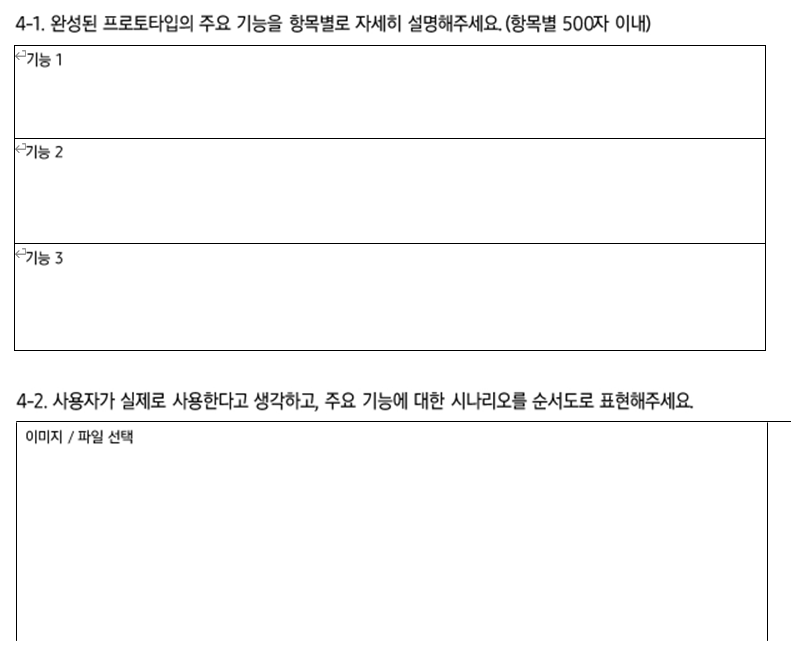 4-1. 완성된 프로토타입의 주요 기능을 항목별로 자세히 설명해주세요. (항목별 500자 이내)
기능 1
기능 2
기능 3
4-2. 사용자가 실제로 사용한다고 생각하고, 주요 기능에 대한 시나리오를 순서도로 표현해주세요.
이미지 / 파일 선택